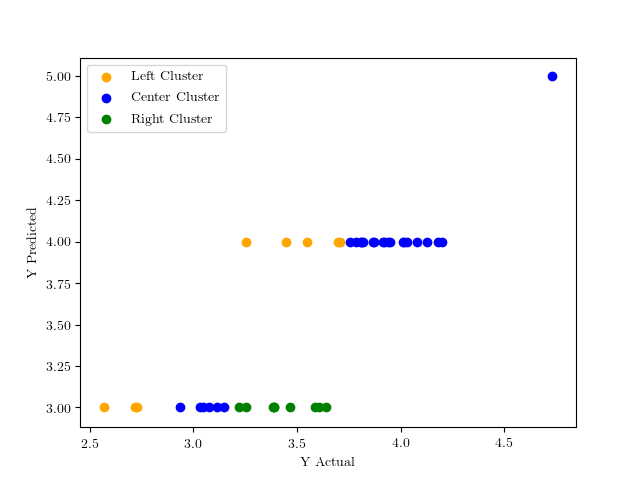 Left Cluster
Center Cluster
Right Cluster
5.00
4.75
4.50
4.25
4.00
3.75
3.50
3.25
3.00
Y Predicted
2.5 3.0 3.5 4.0 4.5
Y Actual